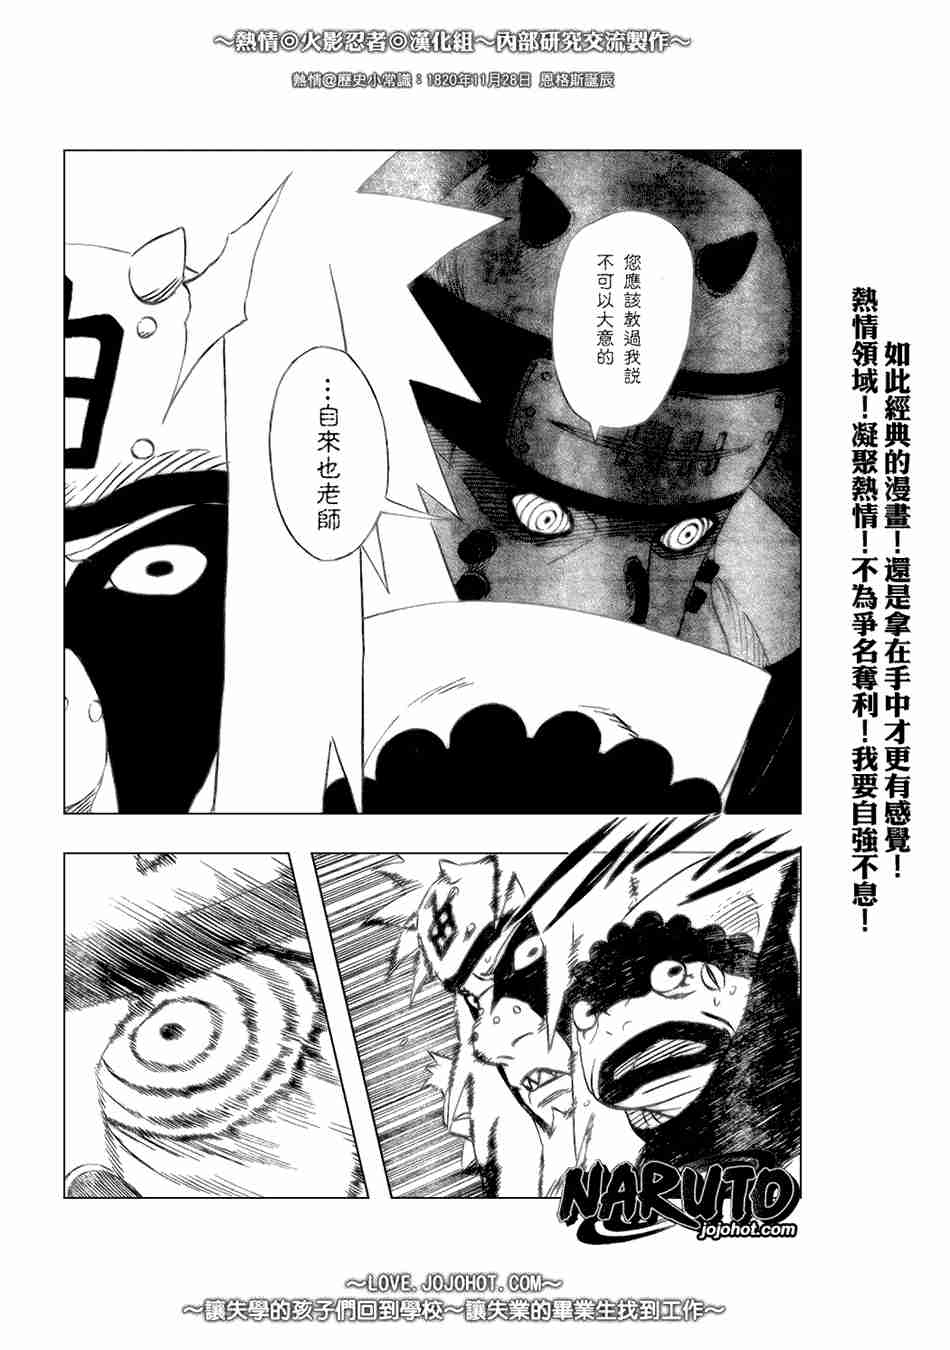 ～熱情◎火影忍者◎漢化組～內部研究交流製作～
熱情@歷史小常識：1820年11月28日 恩格斯誕辰
您應該教過我說
不可以大意的
…自來也老師
如此經典的漫畫！還是拿在手中才更有感覺！
熱情領域！凝聚熱情！不為爭名奪利！我要自強不息！
NARUTO
jojohot.com
～LOVE.JOJOHOT.COM～
～讓失學的孩子們回到學校～讓失業的畢業生找到工作～